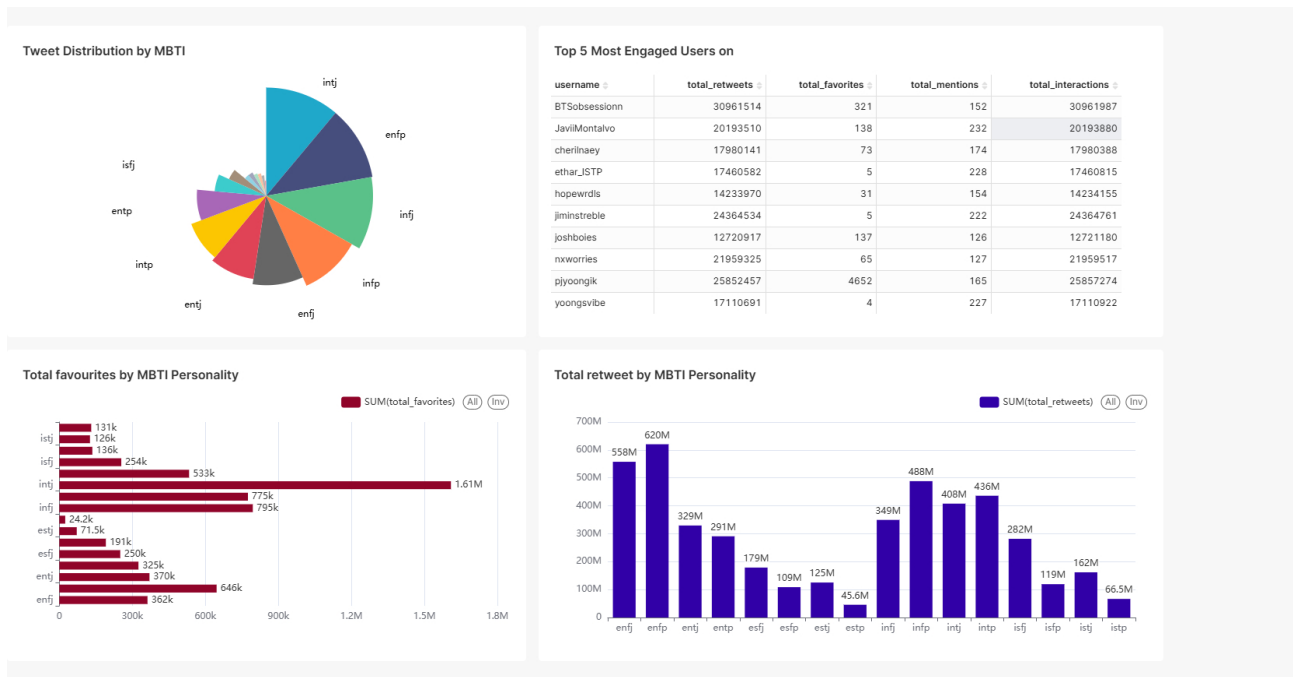 Tweet Distribution by MBTI
intj
enfp
isfj
entp
infj
intp
infp
entj
enfj
Top 5 Most Engaged Users on
username total_retweets total_favorites total_mentions total_interactions
BTSobsessionn 30961514 321 152 30961987
JaviiMontalvo 20193510 138 232 20193880
cherilnaey 17980141 73 174 17980388
ethar_ISTP 17460582 5 228 17460815
hopewrdls 14233970 31 154 14234155
jiminstreble 24364534 5 222 24364761
joshboies 12720917 137 126 12721180
nxworries 21959325 65 127 21959517
pjyoongik 25852457 4652 165 25857274
yoongsvibe 17110691 4 227 17110922
Total favourites by MBTI Personality
SUM(total_favorites) All Inv
131k
istj 126k
136k
isfj 254k
533k
intj 1.61M
775k
infj 795k
24.2k
estj 71.5k
191k
esfj 250k
325k
entj 370k
646k
enfj 362k
0 300k 600k 900k 1.2M 1.5M 1.8M
Total retweet by MBTI Personality
SUM(total_retweets) All Inv
700M
600M
500M
400M
300M
200M
100M
0
558M 620M 329M 291M 179M 109M 125M 45.6M 349M 488M 408M 436M 282M 119M 162M 66.5M
enfj enfp entj entp esfj esfp estj estp infj infp intj intp isfj isfp istj istp